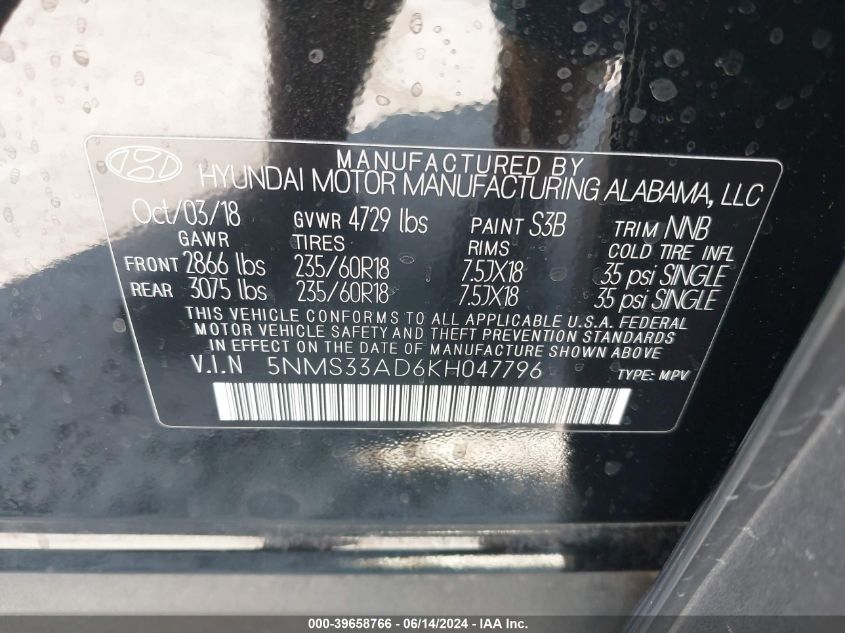 MANUFACTURED BY
HYUNDAI MOTOR MANUFACTURING ALABAMA, LLC
Oct/03/18 GVWR 4729 lbs PAINT S3B TRIM NNB
GAWR TIRES RIMS COLD TIRE INFL
FRONT 2866 lbs 235/60R18 7.5JX18 35 psi SINGLE
REAR 3075 lbs 235/60R18 7.5JX18 35 psi SINGLE
THIS VEHICLE CONFORMS TO ALL APPLICABLE U.S.A. FEDERAL
MOTOR VEHICLE SAFETY AND THEFT PREVENTION STANDARDS
IN EFFECT ON THE DATE OF MANUFACTURE SHOWN ABOVE.
V.I.N 5NMS33AD6KH047796 TYPE: MPV
000-39658766 - 06/14/2024 - IAA Inc.